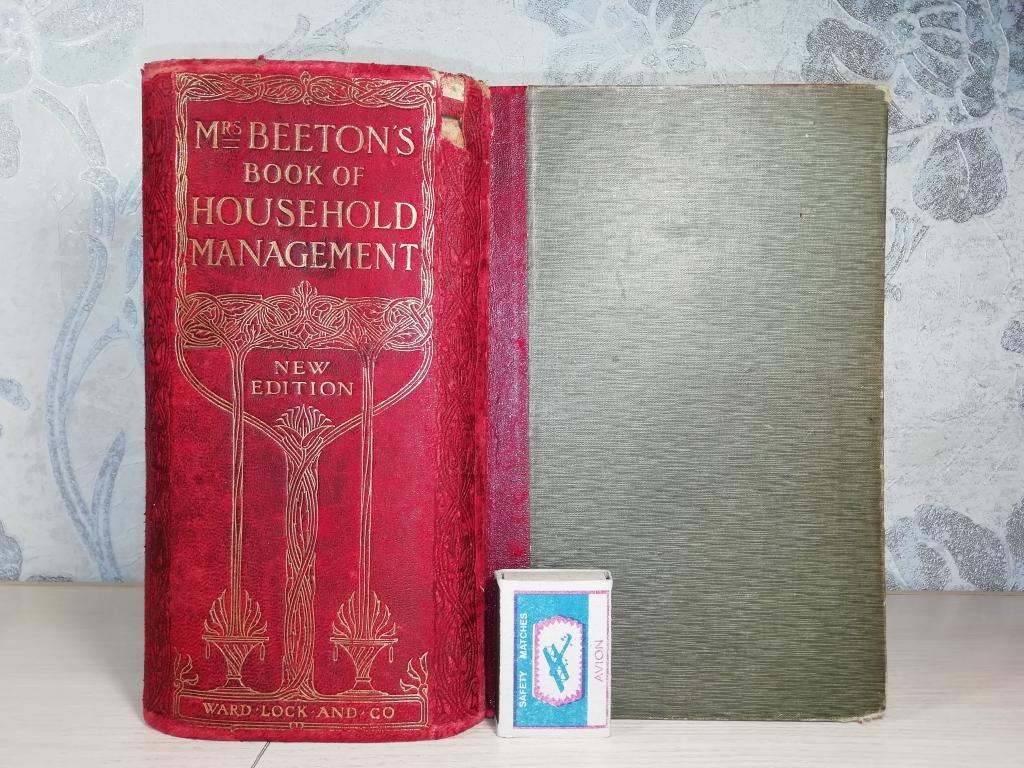 MRS BEETON'S
BOOK OF
HOUSEHOLD
MANAGEMENT
NEW
EDITION
WARD·LOCK·AND·CO
SAFETY MATCHES
AVION